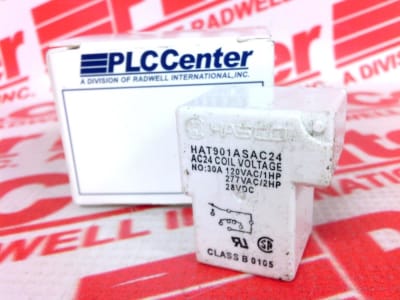 PLCCenter
A DIVISION OF RADWELL INTERNATIONAL, INC.
HASCO
HAT901ASAC24
AC24 COIL VOLTAGE
NO:30A 120VAC/1HP
277VAC/2HP
28VDC
CLASS B 0105